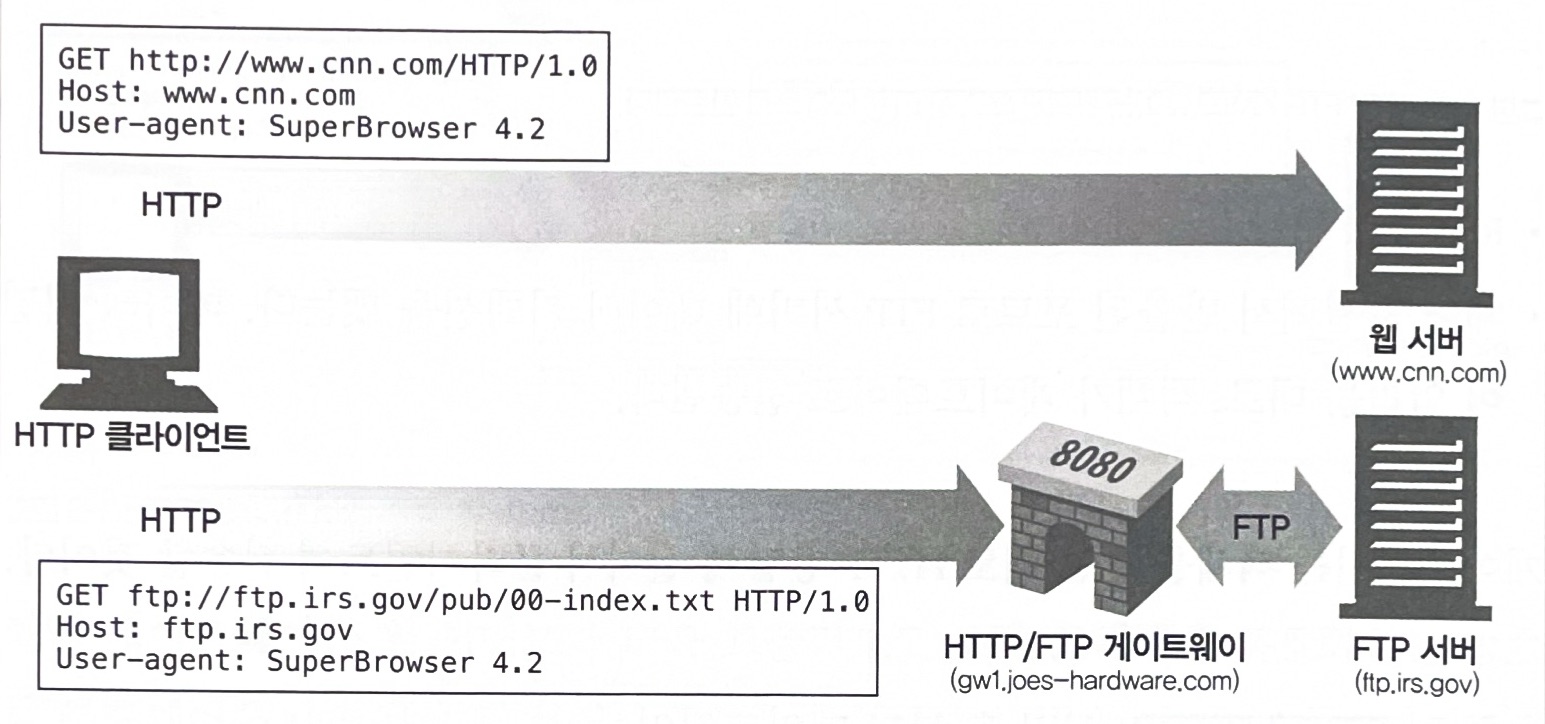 GET http://www.cnn.com/HTTP/1.0
Host: www.cnn.com
User-agent: SuperBrowser 4.2
HTTP
웹 서버
(www.cnn.com)
HTTP 클라이언트
8080
HTTP
FTP
GET ftp://ftp.irs.gov/pub/00-index.txt HTTP/1.0
Host: ftp.irs.gov
User-agent: SuperBrowser 4.2
HTTP/FTP 게이트웨이
(gw1.joes-hardware.com)
FTP 서버
(ftp.irs.gov)